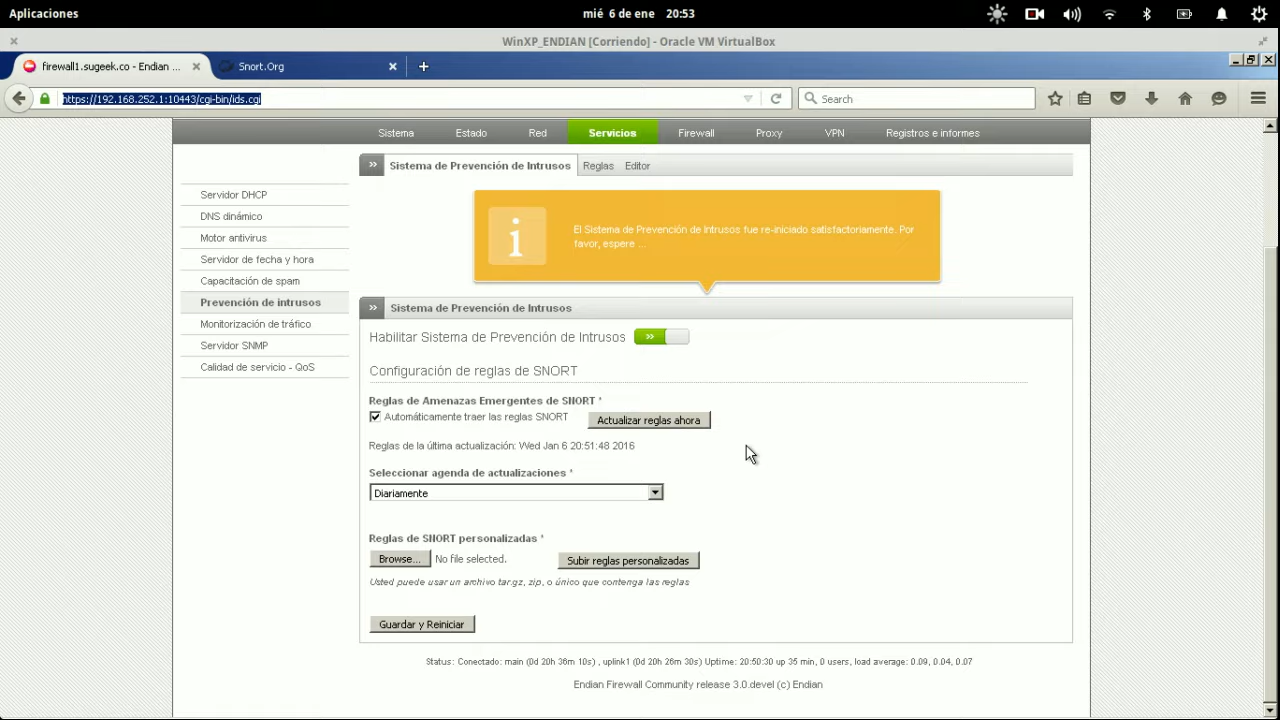 Aplicaciones
mié 6 de ene    20:53
WinXP_ENDIAN [Corriendo] - Oracle VM VirtualBox
firewall1.sugeek.co - Endian ...
Snort.Org
https://192.168.252.1:10443/cgi-bin/ids.cgi
Search
Sistema Estado Red Servicios Firewall Proxy VPN Registros e informes
Sistema de Prevención de Intrusos Reglas Editor
Servidor DHCP
DNS dinámico
Motor antivirus
Servidor de fecha y hora
Capacitación de spam
Prevención de intrusos
Monitorización de tráfico
Servidor SNMP
Calidad de servicio - QoS
El Sistema de Prevención de Intrusos fue re-iniciado satisfactoriamente. Por
favor, espere ...
Sistema de Prevención de Intrusos
Habilitar Sistema de Prevención de Intrusos
Configuración de reglas de SNORT
Reglas de Amenazas Emergentes de SNORT *
Automáticamente traer las reglas SNORT Actualizar reglas ahora
Reglas de la última actualización: Wed Jan 6 20:51:48 2016
Seleccionar agenda de actualizaciones *
Diariamente
Reglas de SNORT personalizadas *
Browse... No file selected. Subir reglas personalizadas
Usted puede usar un archivo tar.gz, zip, o único que contenga las reglas
Guardar y Reiniciar
Status: Conectado: main (0d 20h 36m 10s) , uplink1 (0d 20h 26m 30s) Uptime: 20:50:30 up 35 min, 0 users, load average: 0.09, 0.04, 0.07
Endian Firewall Community release 3.0.devel (c) Endian